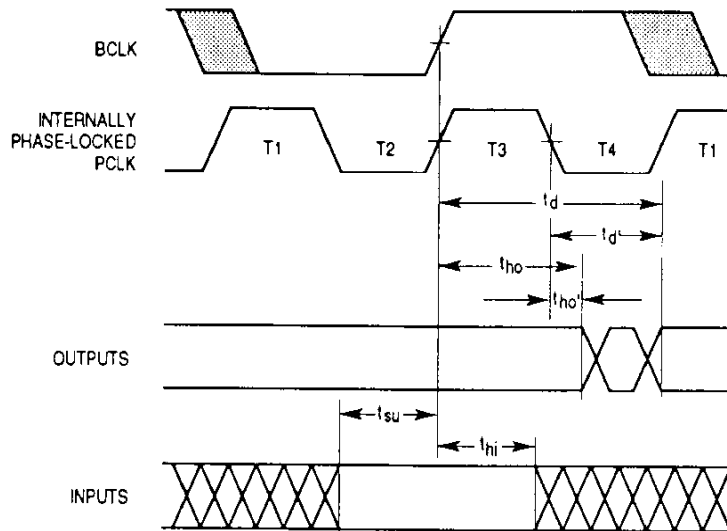 BCLK
INTERNALLY
PHASE-LOCKED
PCLK
T1 T2 T3 T4 T1
td
td'
tho
tho'
OUTPUTS
tsu
thi
INPUTS